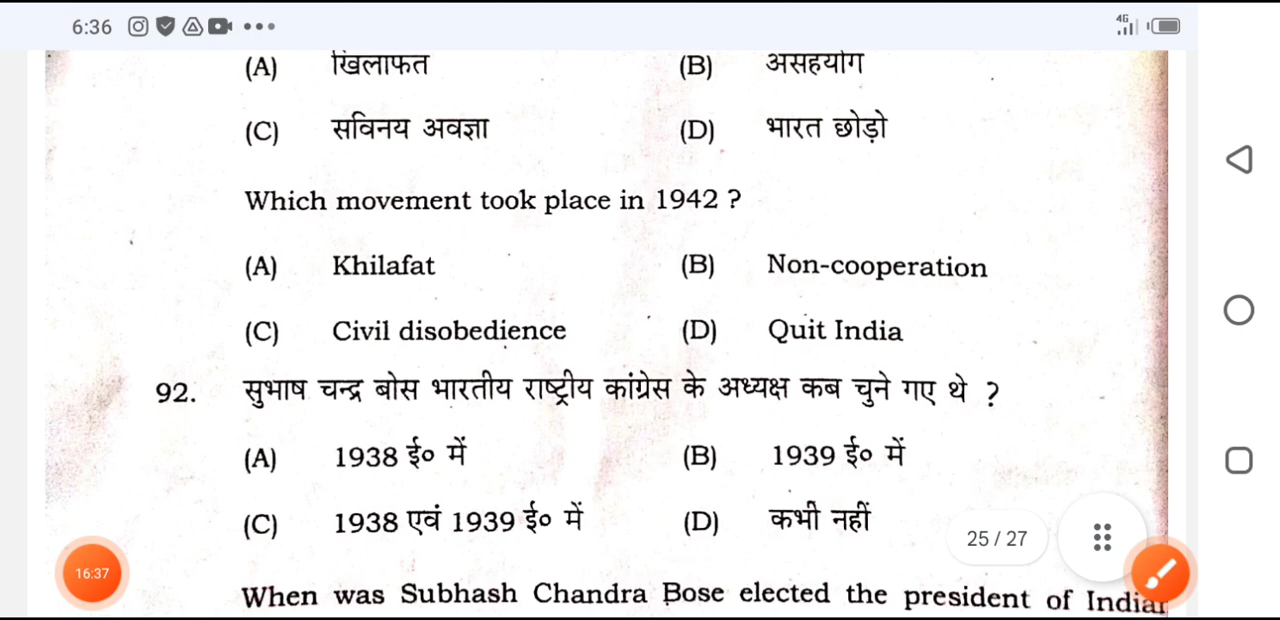 6:36
4G
(A) खिलाफत (B) असहयोग
(C) सविनय अवज्ञा (D) भारत छोड़ो
Which movement took place in 1942 ?
(A) Khilafat (B) Non-cooperation
(C) Civil disobedience (D) Quit India
92. सुभाष चन्द्र बोस भारतीय राष्ट्रीय कांग्रेस के अध्यक्ष कब चुने गए थे ?
(A) 1938 ई० में (B) 1939 ई० में
(C) 1938 एवं 1939 ई० में (D) कभी नहीं
25 / 27
16:37
When was Subhash Chandra Bose elected the president of Indian